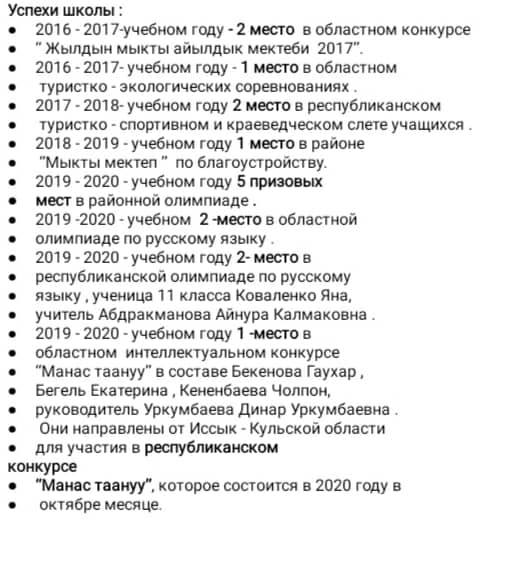 Успехи школы :
● 2016 - 2017-учебном году - 2 место в областном конкурсе
● “ Жылдын мыкты айылдык мектеби 2017”.
● 2016 - 2017- учебном году - 1 место в областном
● туристко - экологических соревнованиях .
● 2017 - 2018- учебном году 2 место в республиканском
● туристко - спортивном и краеведческом слете учащихся .
● 2018 - 2019 - учебном году 1 место в районе
● “Мыкты мектеп ” по благоустройству.
● 2019 - 2020 - учебном году 5 призовых
● мест в районной олимпиаде .
● 2019 -2020 - учебном 2 -место в областной
● олимпиаде по русскому языку .
● 2019 - 2020 - учебном году 2- место в
● республиканской олимпиаде по русскому
● языку , ученица 11 класса Коваленко Яна,
● учитель Абдракманова Айнура Калмаковна .
● 2019 - 2020 - учебном году 1 -место в
● областном интеллектуальном конкурсе
● “Манас таануу” в составе Бекенова Гаухар ,
● Бегель Екатерина , Кененбаева Чолпон,
● руководитель Уркумбаева Динар Уркумбаевна .
● Они направлены от Иссык - Кульской области
● для участия в республиканском
конкурсе
● “Манас таануу”, которое состоится в 2020 году в
● октябре месяце.